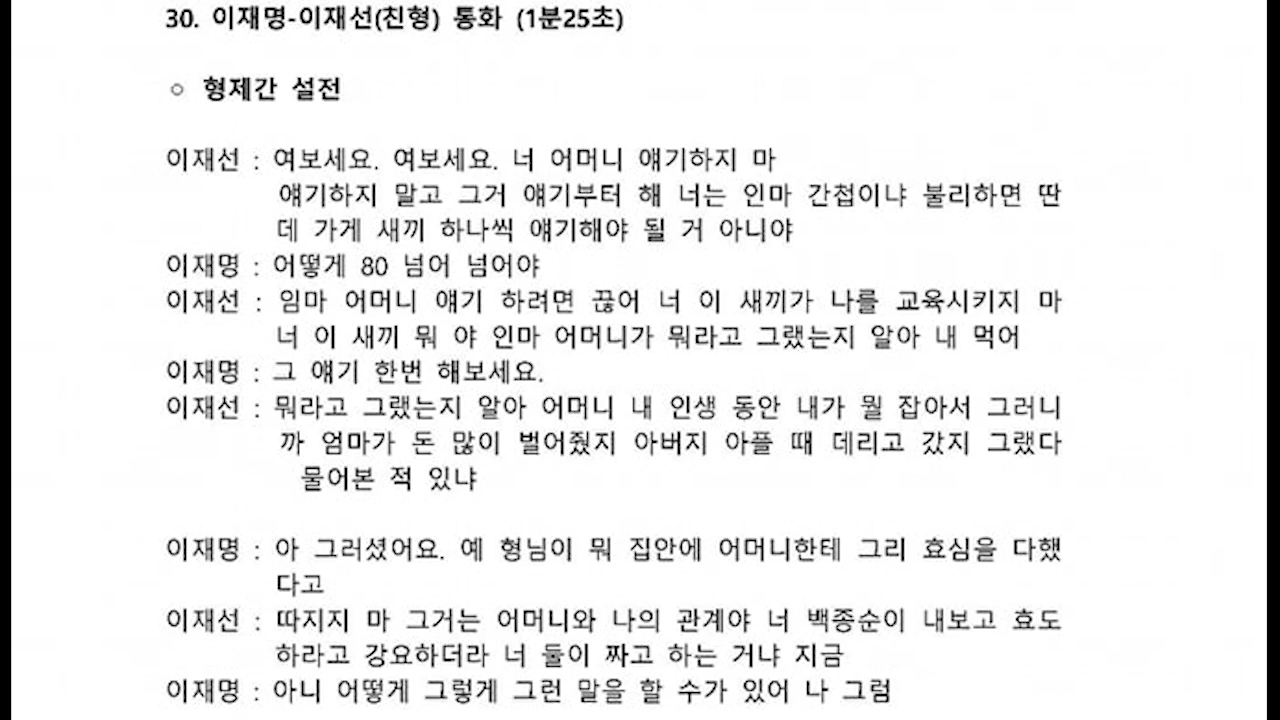 30. 이재명-이재선(친형) 통화 (1분25초)
○ 형제간 설전
이재선 : 여보세요. 여보세요. 너 어머니 얘기하지 마
얘기하지 말고 그거 얘기부터 해 너는 인마 간첩이냐 불리하면 딴
데 가게 새끼 하나씩 얘기해야 될 거 아니야
이재명 : 어떻게 80 넘어 넘어야
이재선 : 임마 어머니 얘기 하려면 끊어 너 이 새끼가 나를 교육시키지 마
너 이 새끼 뭐 야 인마 어머니가 뭐라고 그랬는지 알아 내 먹어
이재명 : 그 얘기 한번 해보세요.
이재선 : 뭐라고 그랬는지 알아 어머니 내 인생 동안 내가 뭘 잡아서 그러니
까 엄마가 돈 많이 벌어줬지 아버지 아플 때 데리고 갔지 그랬다
물어본 적 있냐
이재명 : 아 그러셨어요. 예 형님이 뭐 집안에 어머니한테 그리 효심을 다했
다고
이재선 : 따지지 마 그거는 어머니와 나의 관계야 너 백종순이 내보고 효도
하라고 강요하더라 너 둘이 짜고 하는 거냐 지금
이재명 : 아니 어떻게 그렇게 그런 말을 할 수가 있어 나 그럼